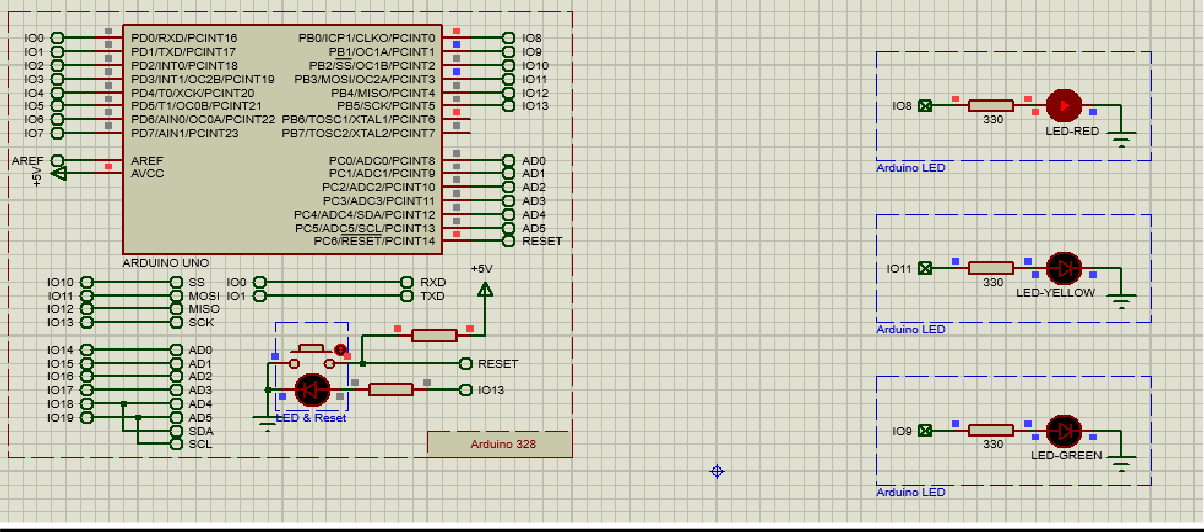 IO0 PD0/RXD/PCINT16 PB0/ICP1/CLKO/PCINT0 IO8
IO1 PD1/TXD/PCINT17 PB1/OC1A/PCINT1 IO9
IO2 PD2/INT0/PCINT18 PB2/SS/OC1B/PCINT2 IO10
IO3 PD3/INT1/OC2B/PCINT19 PB3/MOSI/OC2A/PCINT3 IO11
IO4 PD4/T0/XCK/PCINT20 PB4/MISO/PCINT4 IO12
IO5 PD5/T1/OC0B/PCINT21 PB5/SCK/PCINT5 IO13
IO6 PD6/AIN0/OC0A/PCINT22 PB6/TOSC1/XTAL1/PCINT6
IO7 PD7/AIN1/PCINT23 PB7/TOSC2/XTAL2/PCINT7
AREF AREF PC0/ADC0/PCINT8 AD0
+5V AVCC PC1/ADC1/PCINT9 AD1
PC2/ADC2/PCINT10 AD2
PC3/ADC3/PCINT11 AD3
PC4/ADC4/SDA/PCINT12 AD4
PC5/ADC5/SCL/PCINT13 AD5
PC6/RESET/PCINT14 RESET
ARDUINO UNO
IO10 SS IO0 RXD
IO11 MOSI IO1 TXD
IO12 MISO
IO13 SCK
+5V
IO14 AD0
IO15 AD1
IO16 AD2
IO17 AD3
IO18 AD4
IO19 AD5
SDA
SCL
RESET
IO13
LED & Reset
Arduino 328
IO8
330
LED-RED
Arduino LED
IO11
330
LED-YELLOW
Arduino LED
IO9
330
LED-GREEN
Arduino LED